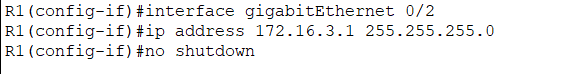 R1(config-if)#interface gigabitEthernet 0/2
R1(config-if)#ip address 172.16.3.1 255.255.255.0
R1(config-if)#no shutdown